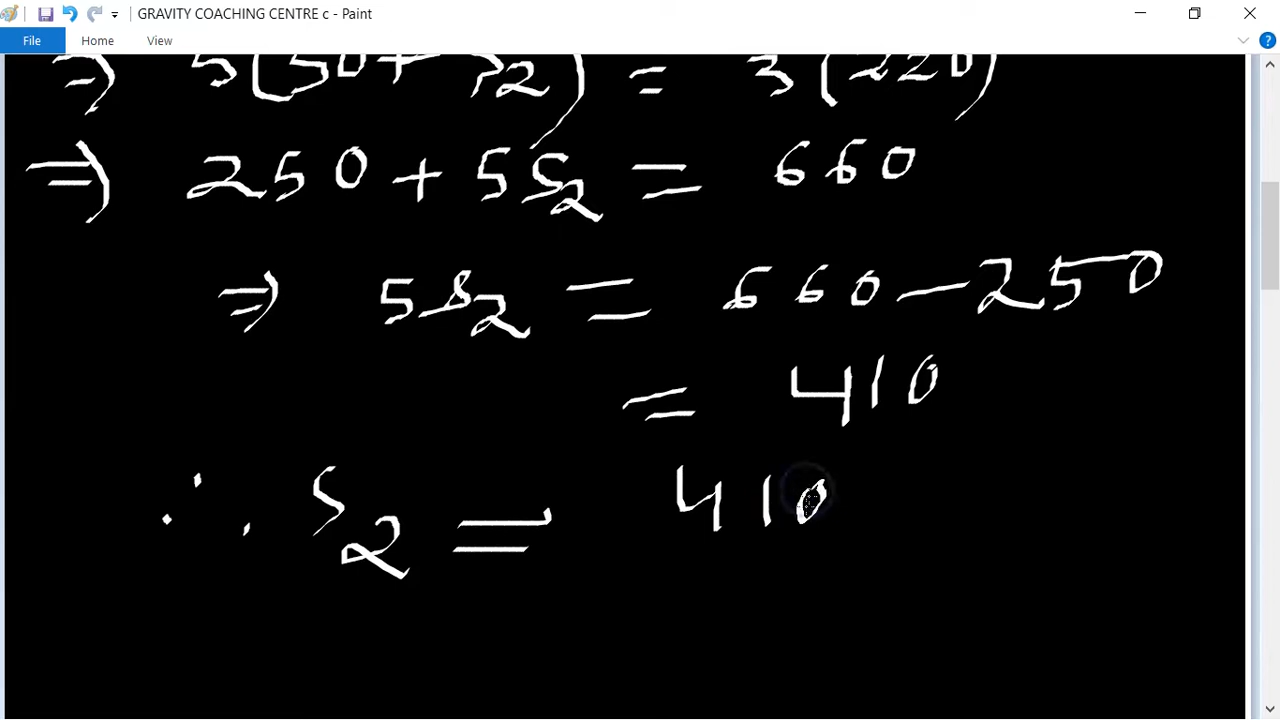 GRAVITY COACHING CENTRE c - Paint
File Home View
⇒ 5(50+S2) = 3(220)
⇒ 250 + 5S2 = 660
⇒ 5S2 = 660 - 250
= 410
∴ S2 = 410